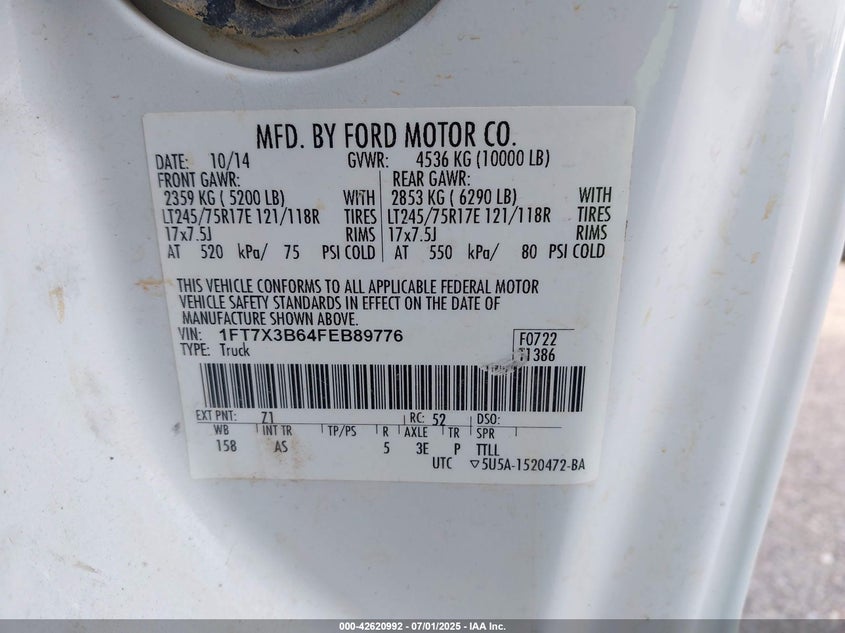 MFD. BY FORD MOTOR CO.
DATE: 10/14 GVWR: 4536 KG (10000 LB)
FRONT GAWR: REAR GAWR:
2359 KG ( 5200 LB) WITH 2853 KG ( 6290 LB) WITH
LT245/75R17E 121/118R TIRES LT245/75R17E 121/118R TIRES
17x7.5J RIMS 17x7.5J RIMS
AT 520 kPa/ 75 PSI COLD AT 550 kPa/ 80 PSI COLD
THIS VEHICLE CONFORMS TO ALL APPLICABLE FEDERAL MOTOR
VEHICLE SAFETY STANDARDS IN EFFECT ON THE DATE OF
MANUFACTURE SHOWN ABOVE.
VIN: 1FT7X3B64FEB89776 F0722
TYPE: Truck T1386
EXT PNT: Z1 RC: 52 DSO:
WB INT TR TP/PS R AXLE TR SPR
158 AS 5 3E P TTLL
UTC ▽5U5A-1520472-BA
000-42620992 - 07/01/2025 - IAA Inc.